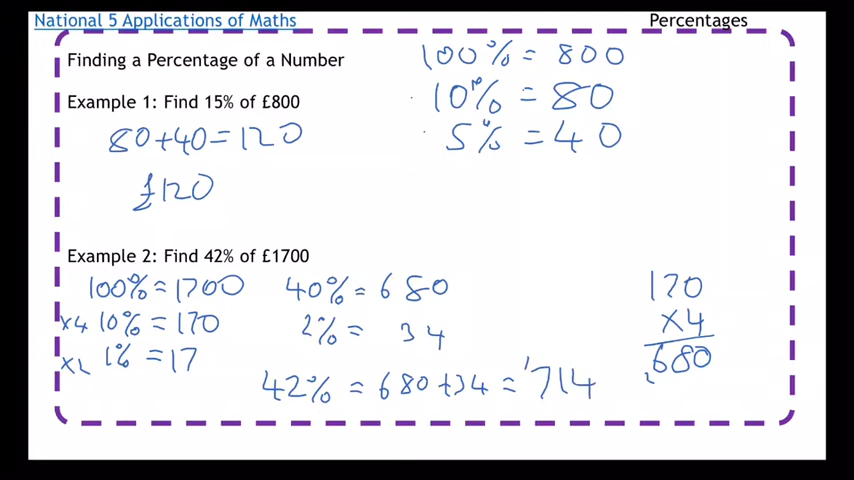 National 5 Applications of Maths Percentages
Finding a Percentage of a Number
100% = 800
10% = 80
5% = 40
Example 1: Find 15% of £800
80+40=120
£120
Example 2: Find 42% of £1700
100% = 1700
x4 10% = 170
x2 1% = 17
40% = 680
2% = 34
42% = 680+34 = 714
170
x4
680